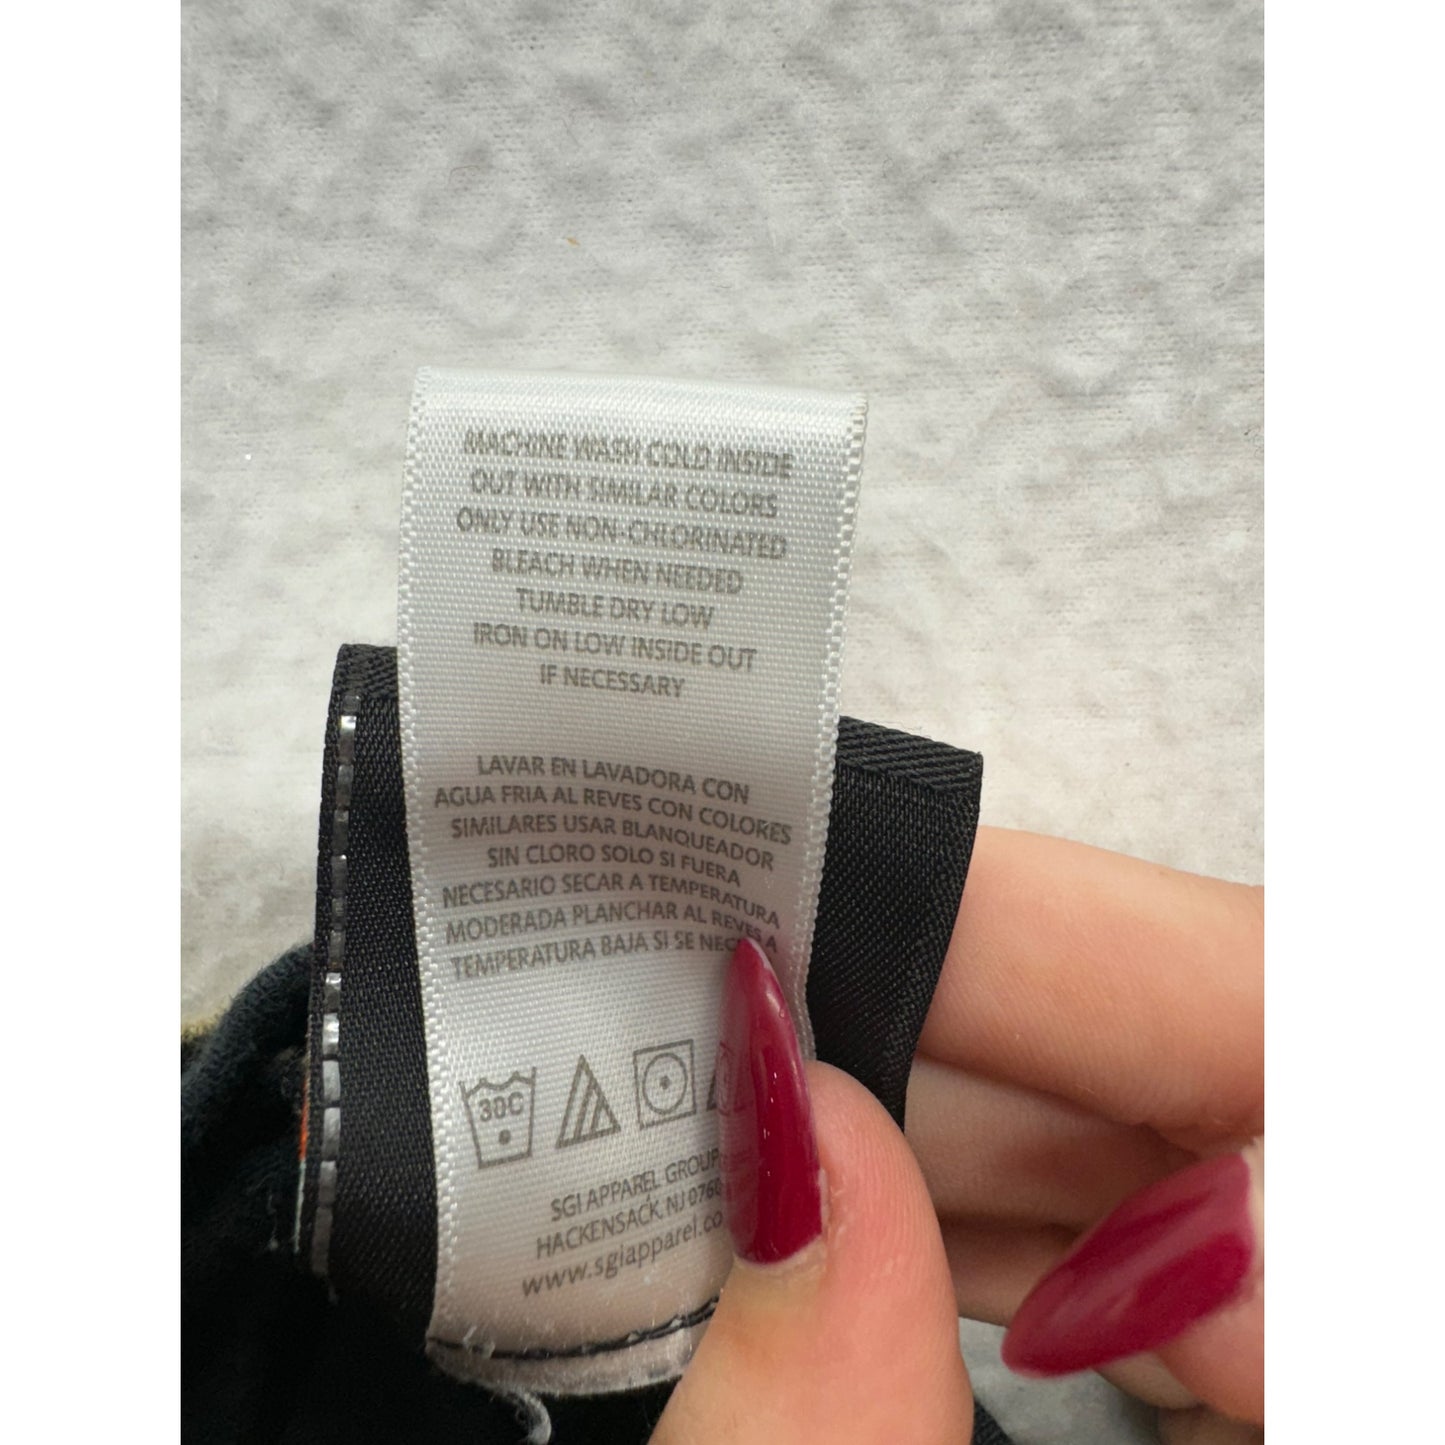 MACHINE WASH COLD INSIDE
OUT WITH SIMILAR COLORS
ONLY USE NON-CHLORINATED
BLEACH WHEN NEEDED
TUMBLE DRY LOW
IRON ON LOW INSIDE OUT
IF NECESSARY
LAVAR EN LAVADORA CON
AGUA FRIA AL REVES CON COLORES
SIMILARES USAR BLANQUEADOR
SIN CLORO SOLO SI FUERA
NECESARIO SECAR A TEMPERATURA
MODERADA PLANCHAR AL REVES A
TEMPERATURA BAJA SI SE
30C
SGI APPAREL GROUP
HACKENSACK, NJ
www.sgiapparel.co